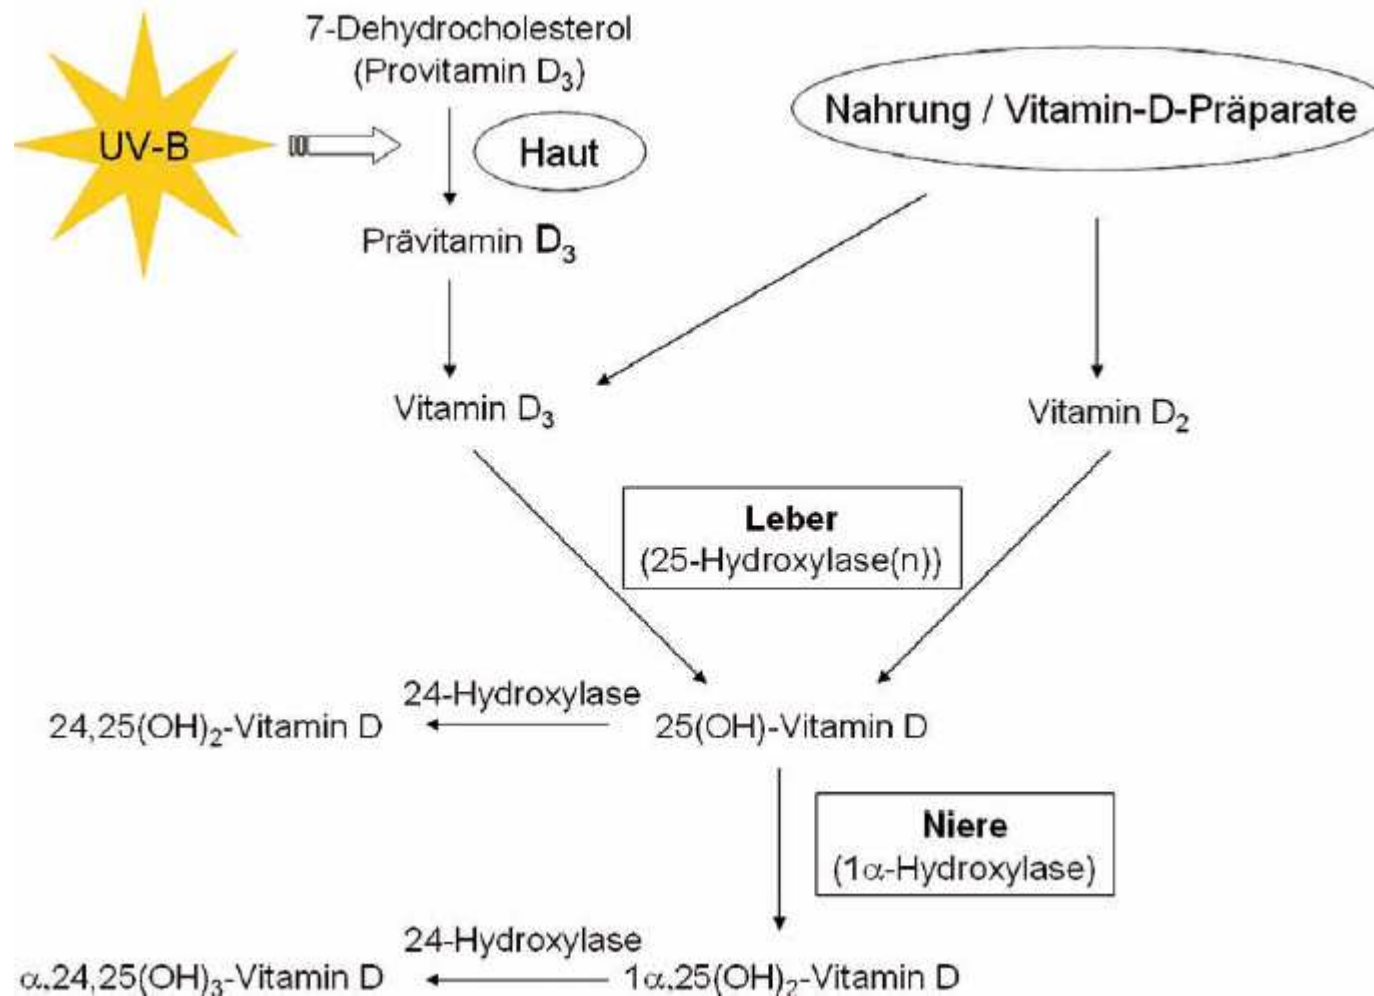 7-Dehydrocholesterol
(Provitamin D₃)
Nahrung / Vitamin-D-Präparate
UV-B
Haut
Prävitamin D₃
Vitamin D₃
Vitamin D₂
Leber
(25-Hydroxylase(n))
24-Hydroxylase
24,25(OH)₂-Vitamin D
25(OH)-Vitamin D
Niere
(1α-Hydroxylase)
24-Hydroxylase
α,24,25(OH)₃-Vitamin D
1α,25(OH)₂-Vitamin D